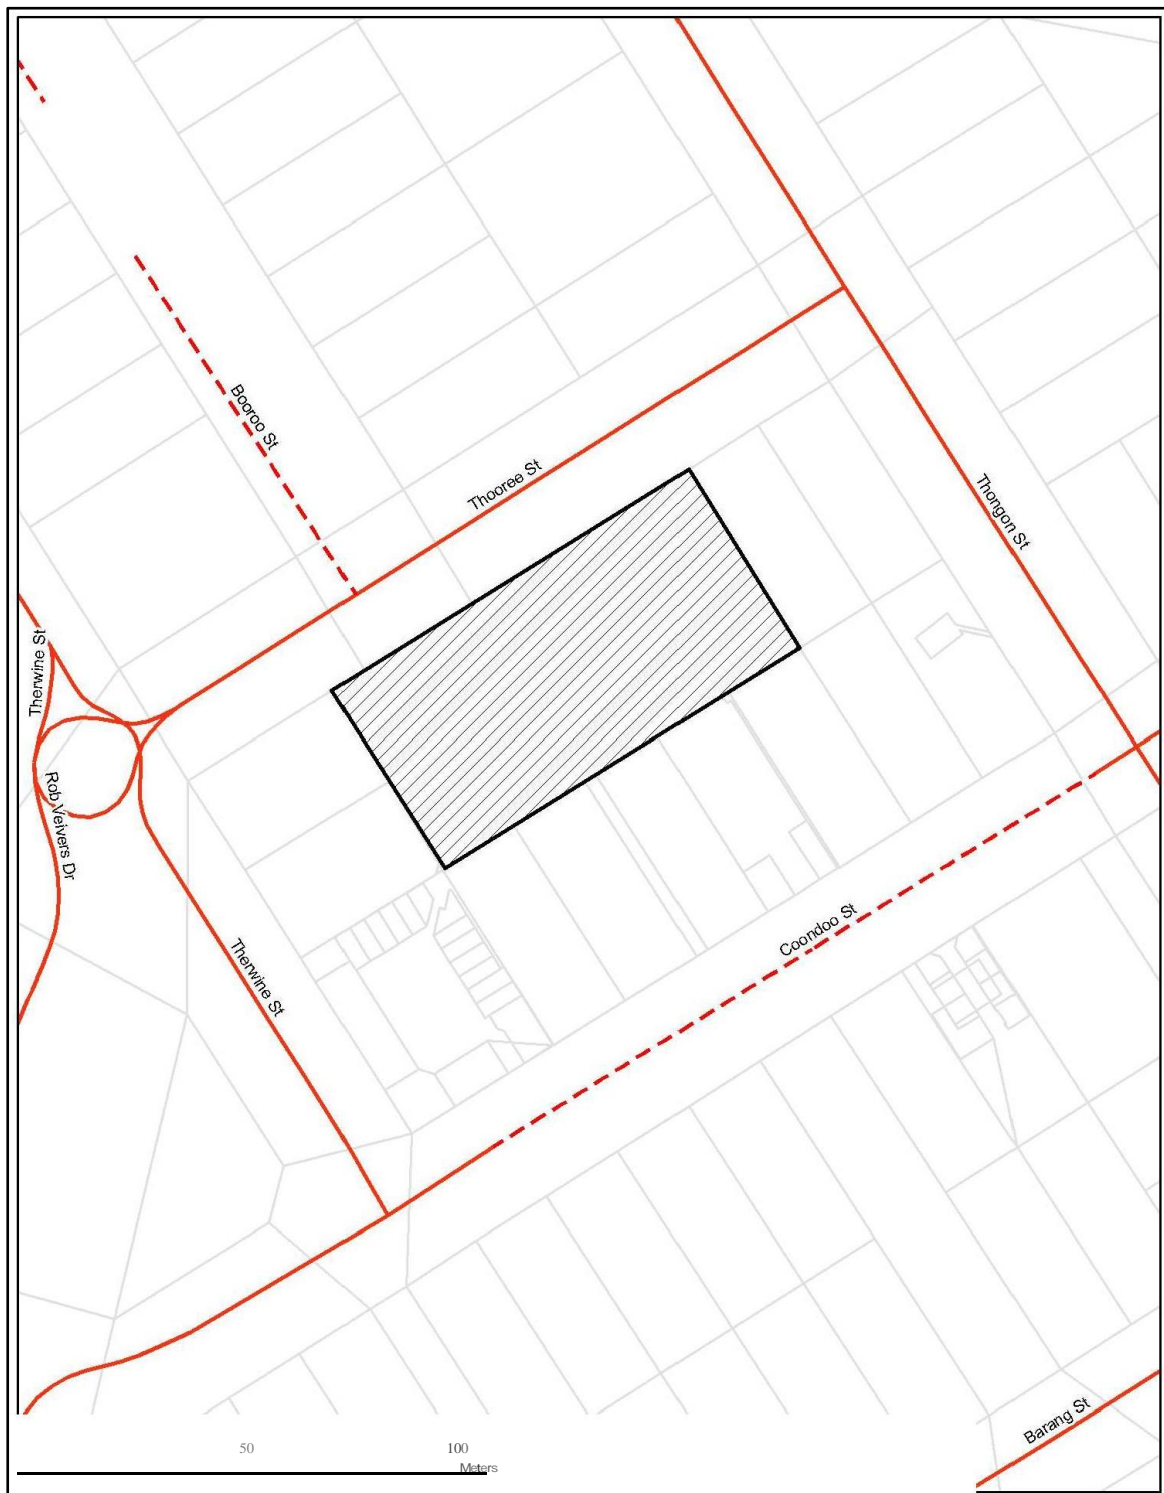 Booroo St
Thooree St
Thongon St
Therwine St
Rob Veivers Dr
Therwine St
Coondoo St
Barang St
50 100
Meters